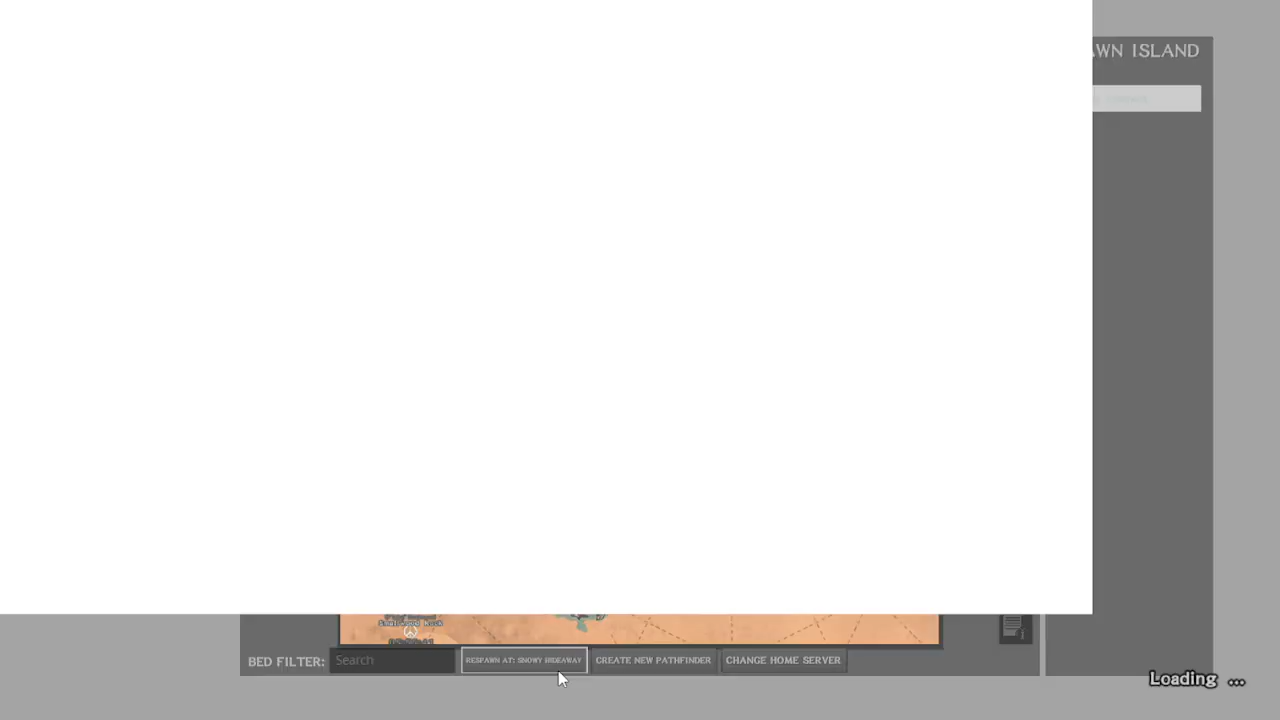 AWN ISLAND
BED FILTER:
Search
RESPAWN AT: SNOWY HIDEAWAY
CREATE NEW PATHFINDER
CHANGE HOME SERVER
Loading ...